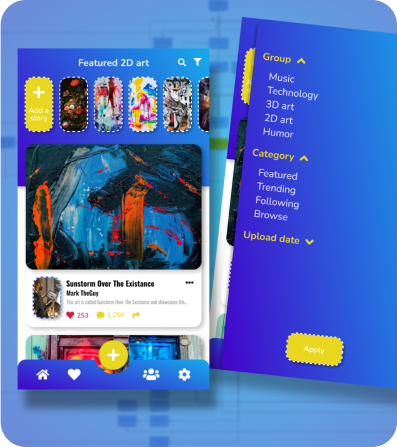 Featured 2D art
Add a
story
Sunstorm Over The Existance
Mark TheGuy
This art is called Sunstorm Over The Existance and showcases the...
253
1,256
Group
Music
Technology
3D art
2D art
Humor
Category
Featured
Trending
Following
Browse
Upload date
Apply